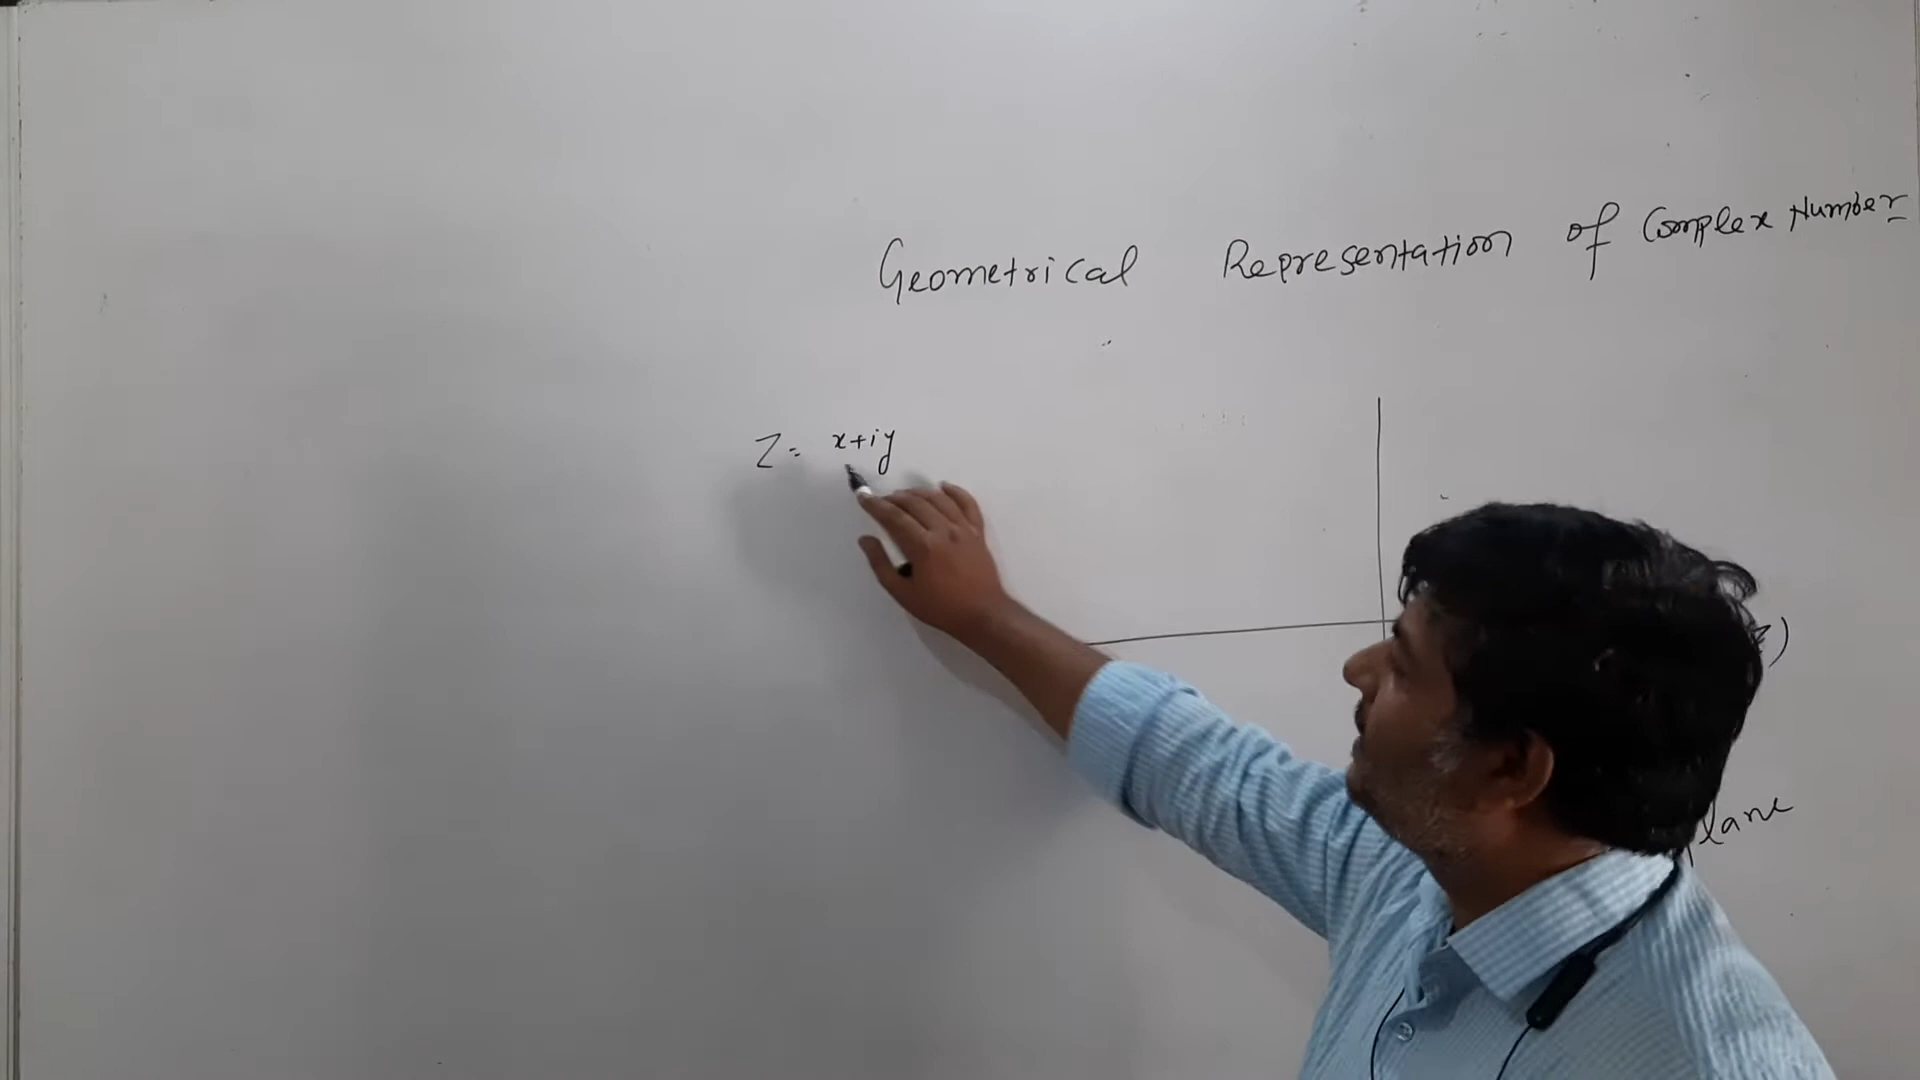 Geometrical Representation of Complex Number
Z = x+iy